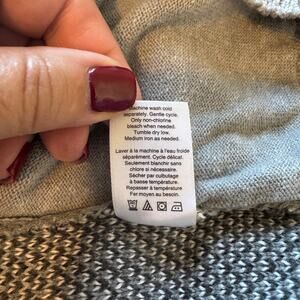 Machine wash cold
separately. Gentle cycle.
Only non-chlorine
bleach when needed.
Tumble dry low.
Medium iron as needed.
Laver à la machine à l'eau froide
séparément. Cycle délicat.
Seulement blanchir sans
chlore si nécessaire.
Sécher par culbutage
à basse température.
Repasser à température
Fer moyen au besoin.